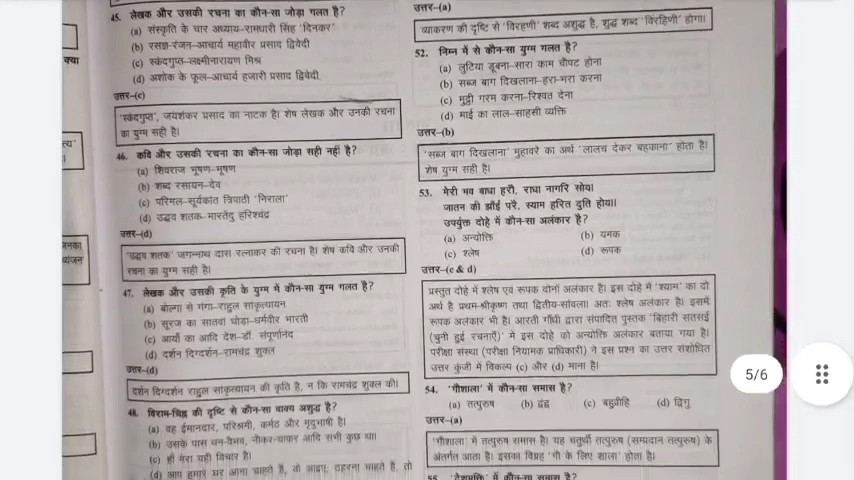 क्या
45. लेखक और उसकी रचना का कौन-सा जोड़ा गलत है?
(a) संस्कृति के चार अध्याय–रामधारी सिंह 'दिनकर'
(b) रसज्ञ-रंजन–आचार्य महावीर प्रसाद द्विवेदी
(c) स्कंदगुप्त–लक्ष्मीनारायण मिश्र
(d) अशोक के फूल–आचार्य हजारी प्रसाद द्विवेदी
उत्तर–(c)
'स्कंदगुप्त', जयशंकर प्रसाद का नाटक है। शेष लेखक और उनकी रचना
का युग्म सही है।
46. कवि और उसकी रचना का कौन-सा जोड़ा सही नहीं है?
(a) शिवराज भूषण–भूषण
(b) शब्द रसायन–देव
(c) परिमल–सूर्यकांत त्रिपाठी 'निराला'
(d) उद्धव शतक–भारतेंदु हरिश्चंद्र
उत्तर–(d)
'उद्धव शतक' जगन्नाथ दास रत्नाकर की रचना है। शेष कवि और उनकी
रचना का युग्म सही है।
47. लेखक और उसकी कृति के युग्म में कौन-सा युग्म गलत है?
(a) वोल्गा से गंगा–राहुल सांकृत्यायन
(b) सूरज का सातवां घोड़ा–धर्मवीर भारती
(c) आर्यों का आदि देश–डॉ. संपूर्णानंद
(d) दर्शन दिग्दर्शन–रामचंद्र शुक्ल
उत्तर–(d)
दर्शन दिग्दर्शन राहुल सांकृत्यायन की कृति है, न कि रामचंद्र शुक्ल की।
48. विराम-चिह्न की दृष्टि से कौन-सा वाक्य अशुद्ध है?
(a) वह ईमानदार, परिश्रमी, कर्मठ और मृदुभाषी है।
(b) उसके पास धन-वैभव, नौकर-चाकर आदि सभी कुछ था।
(c) हाँ मेरा यही विचार है।
(d) आप हमारे घर आना चाहते हैं, तो आइए, ठहरना चाहते हैं, तो
उत्तर–(a)
व्याकरण की दृष्टि से 'विरहणी' शब्द अशुद्ध है, शुद्ध शब्द 'विरहिणी' होगा।
52. निम्न में से कौन-सा युग्म गलत है?
(a) लुटिया डूबना–सारा काम चौपट होना
(b) सब्ज बाग दिखलाना–हरा-भरा करना
(c) मुट्ठी गरम करना–रिश्वत देना
(d) माई का लाल–साहसी व्यक्ति
उत्तर–(b)
'सब्ज बाग दिखलाना' मुहावरे का अर्थ 'लालच देकर बहकाना' होता है।
शेष युग्म सही है।
53. मेरी भव बाधा हरौ, राधा नागरि सोय।
जातन की झाँई परै, स्याम हरित दुति होय॥
उपर्युक्त दोहे में कौन-सा अलंकार है?
(a) अन्योक्ति (b) यमक
(c) श्लेष (d) रूपक
उत्तर–(c & d)
प्रस्तुत दोहे में श्लेष एवं रूपक दोनों अलंकार है। इस दोहे में 'श्याम' का दो
अर्थ है प्रथम-श्रीकृष्ण तथा द्वितीय-सांवला। अतः श्लेष अलंकार है। इसमें
रूपक अलंकार भी है। आरती गाँधी द्वारा संपादित पुस्तक 'बिहारी सतसई
(चुनी हुई रचनाएँ)' में इस दोहे को अन्योक्ति अलंकार बताया गया है।
परीक्षा संस्था (परीक्षा नियामक प्राधिकारी) ने इस प्रश्न का उत्तर संशोधित
उत्तर कुंजी में विकल्प (c) और (d) माना है।
54. 'गौशाला' में कौन-सा समास है?
(a) तत्पुरुष (b) द्वंद्व (c) बहुव्रीहि (d) द्विगु
उत्तर–(a)
'गौशाला' में तत्पुरुष समास है। यह चतुर्थी तत्पुरुष (सम्प्रदान तत्पुरुष) के
अंतर्गत आता है। इसका विग्रह 'गौ के लिए शाला' होता है।
55. 'देशभक्ति' में कौन-सा समास है?
5/6